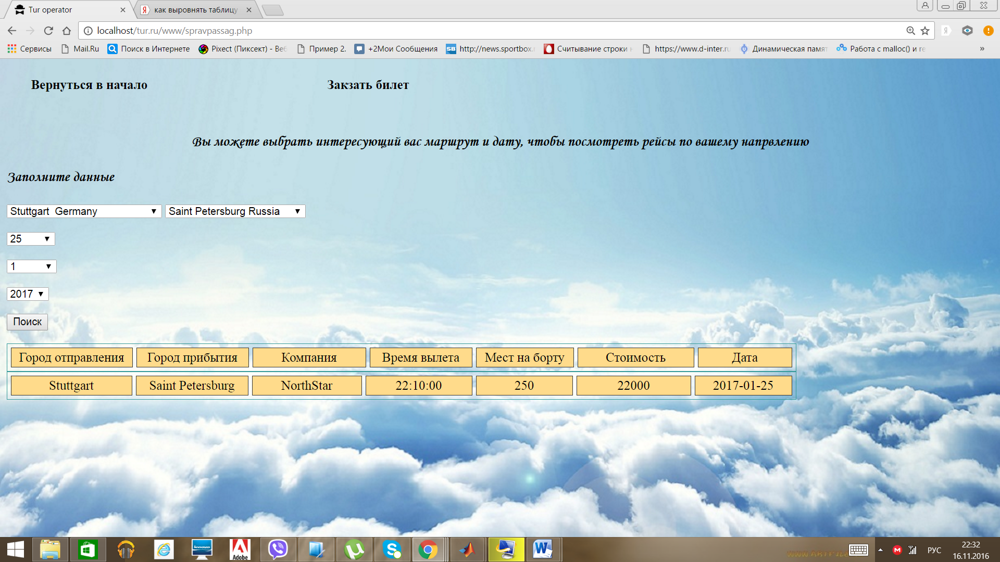 Tur operator
как выровнять таблицу
localhost/tur.ru/www/spravpassag.php
Сервисы Mail.Ru Поиск в Интернете Pixect (Пиксект) - Веб +2Мои Сообщения
Пример 2.
http://news.sportbox.r
Считывание строки
https://www.d-inter.ru
Динамическая памят
Работа с malloc() и re
Вернуться в начало
Закзать билет
Вы можете выбрать интересующий вас маршрут и дату, чтобы посмотреть рейсы по вашему напрвлению
Заполните данные
Stuttgart Germany
Saint Petersburg Russia
25
1
2017
Поиск
Город отправления Город прибытия Компания Время вылета Мест на борту Стоимость Дата
Stuttgart Saint Petersburg NorthStar 22:10:00 250 22000 2017-01-25
Adobe
РУС
22:32
16.11.2016